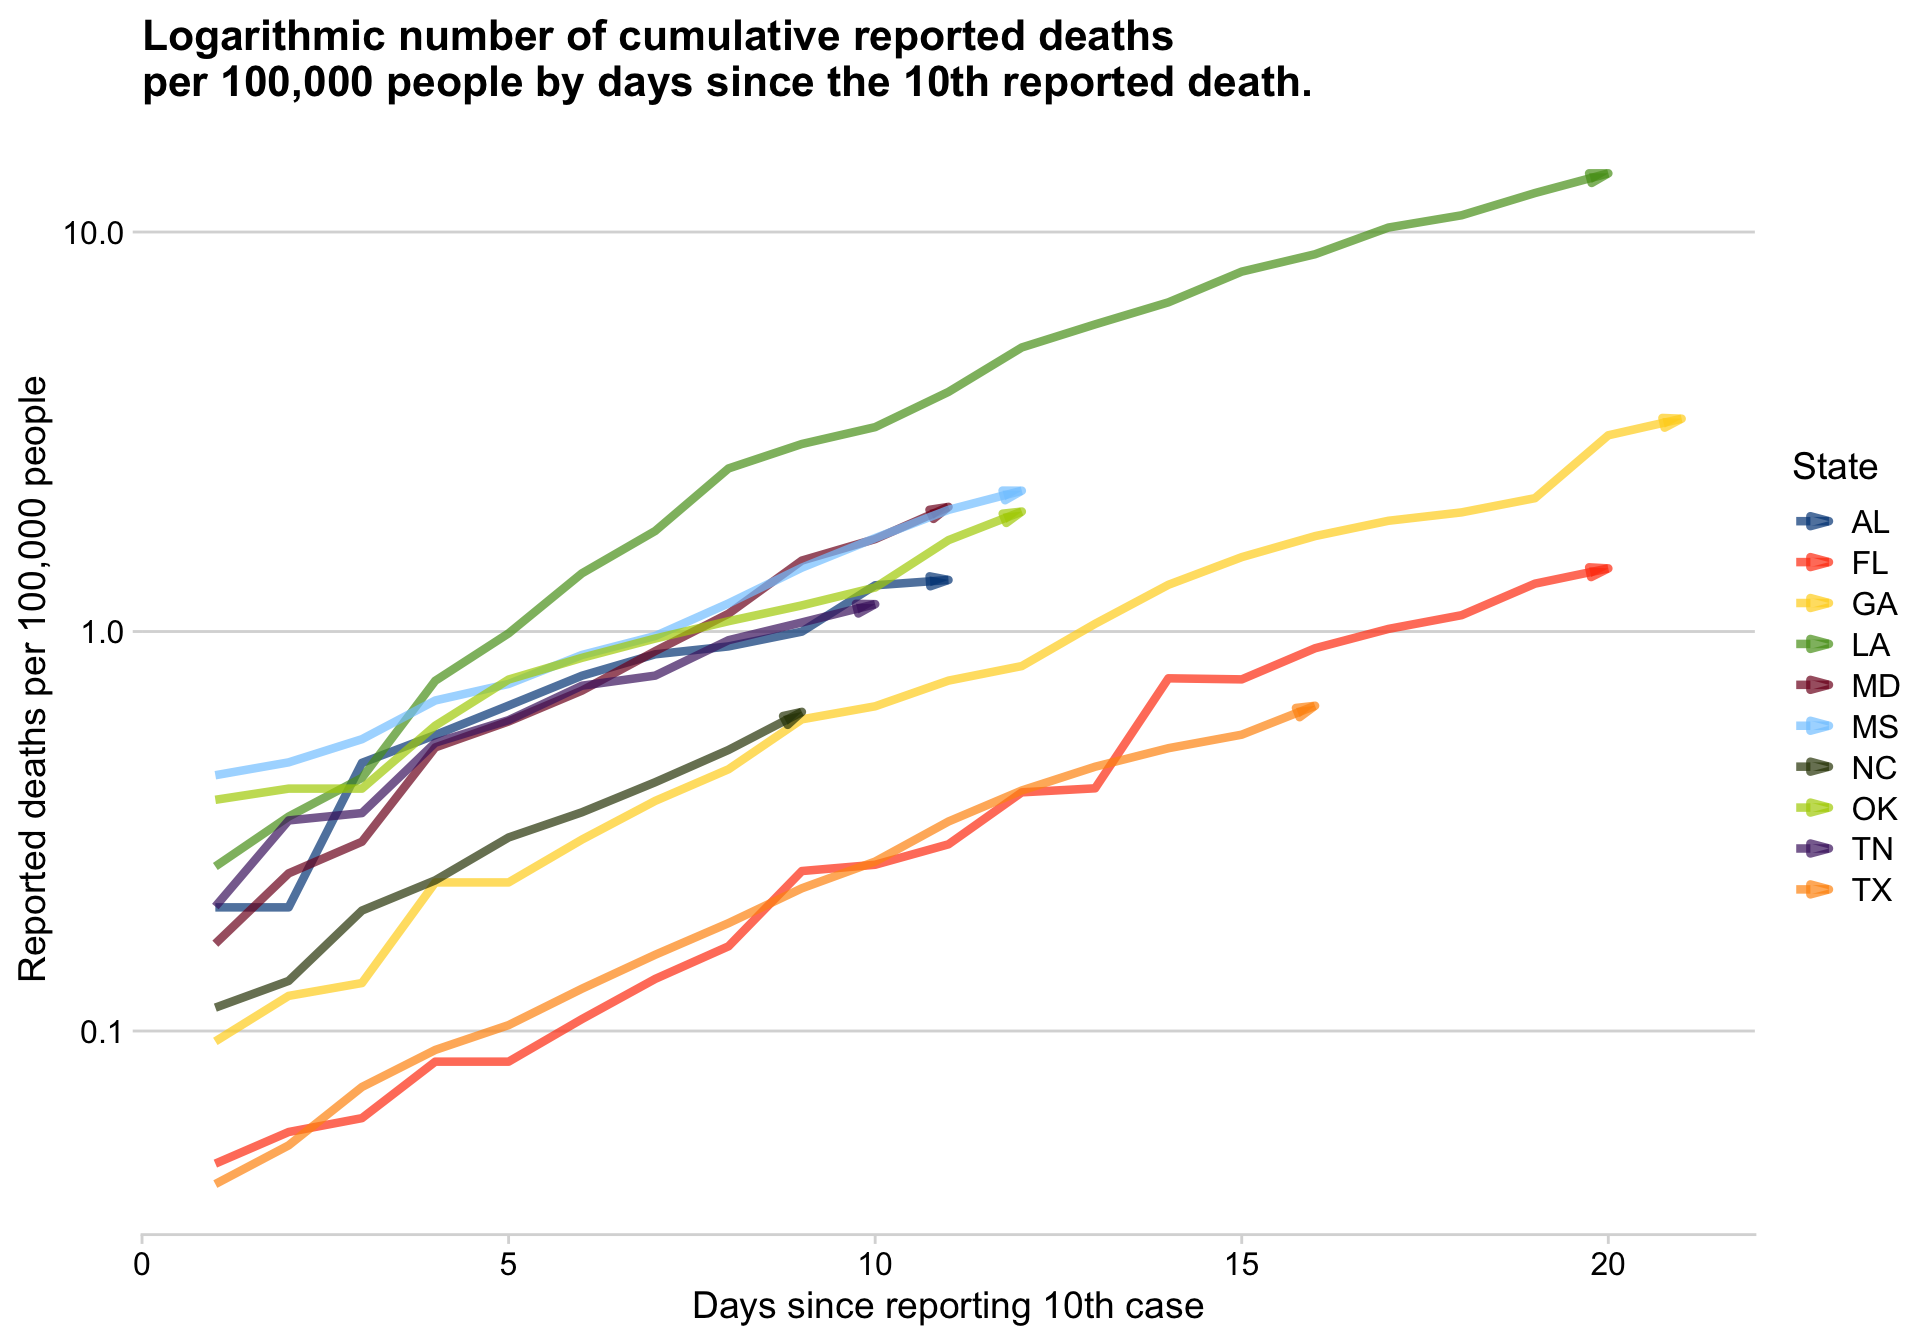 Logarithmic number of cumulative reported deaths
per 100,000 people by days since the 10th reported death.
Reported deaths per 100,000 people
10.0
1.0
0.1
0
5
10
15
20
Days since reporting 10th case
State
AL
FL
GA
LA
MD
MS
NC
OK
TN
TX